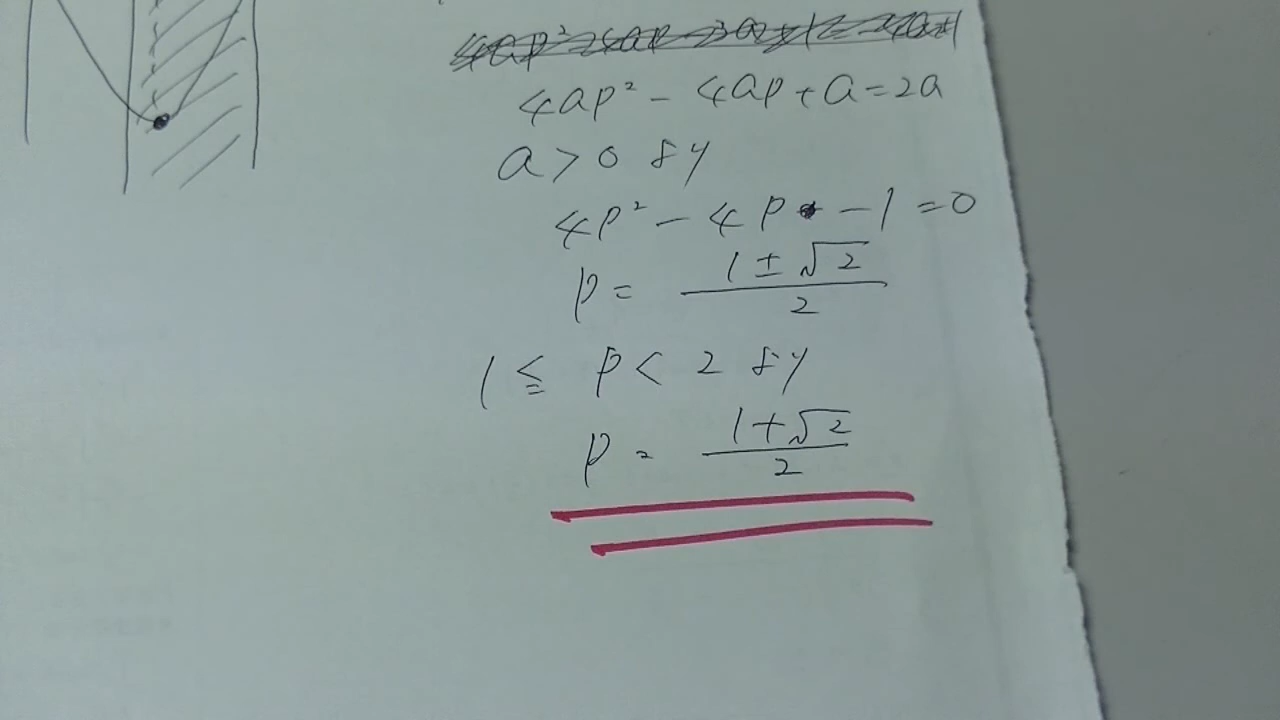 4ap² - 4ap + a = 2a
a > 0 より
4p² - 4p - 1 = 0
p = (1 ± √2)/2
1 ≦ p < 2 より
p = (1 + √2)/2